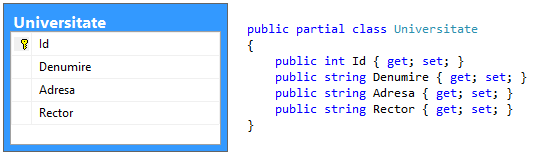 Universitate
Id
Denumire
Adresa
Rector
public partial class Universitate
{
    public int Id { get; set; }
    public string Denumire { get; set; }
    public string Adresa { get; set; }
    public string Rector { get; set; }
}